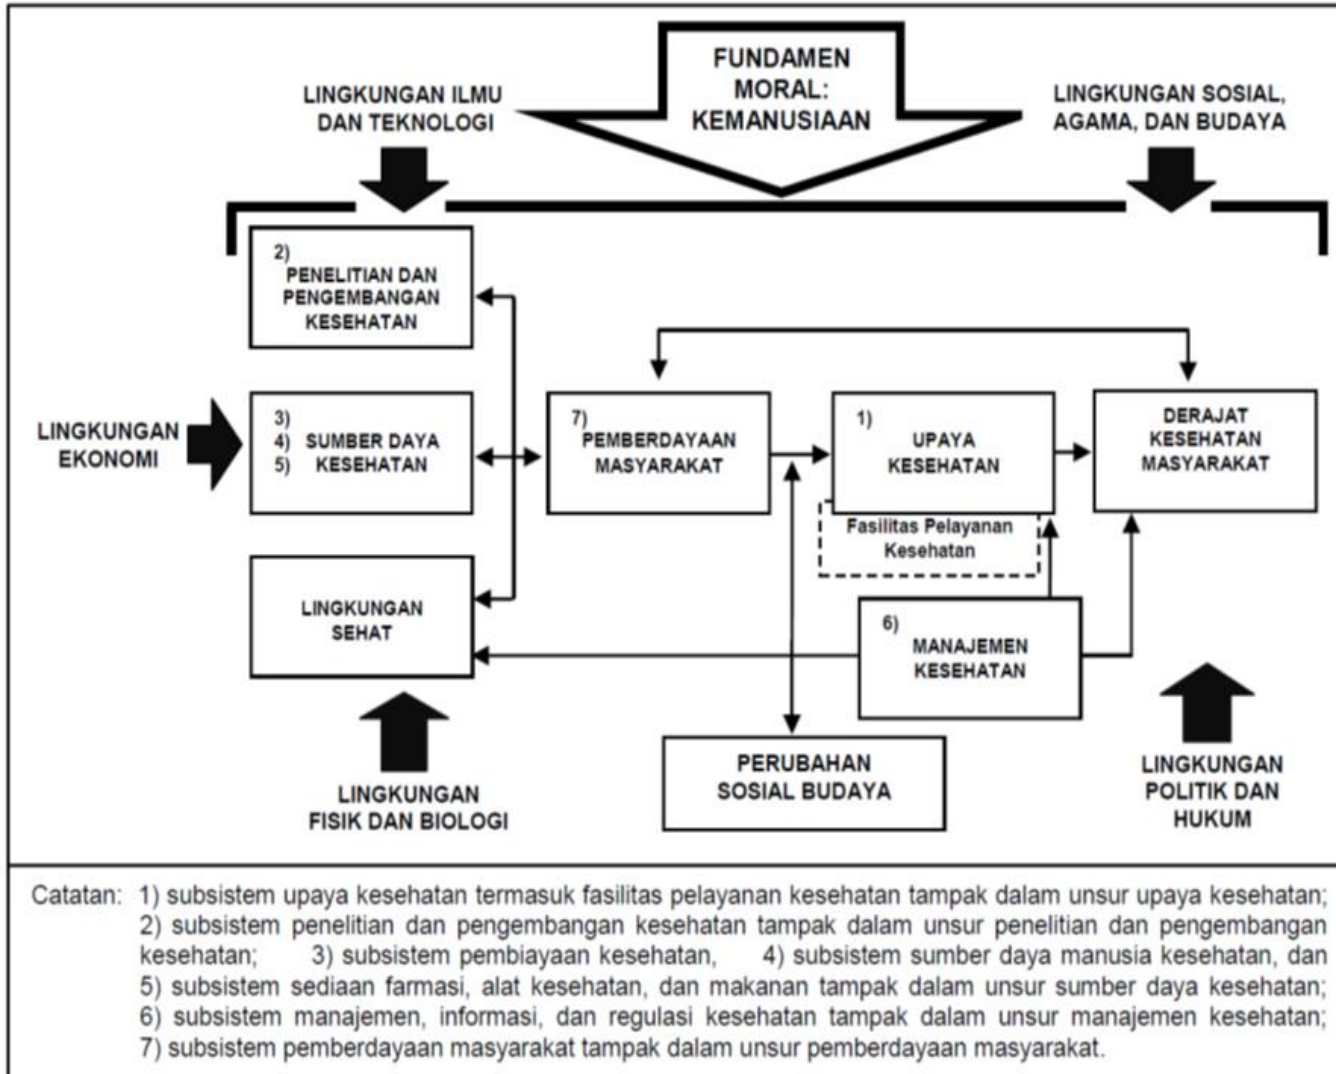 FUNDAMEN
MORAL:
KEMANUSIAAN
LINGKUNGAN ILMU
DAN TEKNOLOGI
LINGKUNGAN SOSIAL,
AGAMA, DAN BUDAYA
2)
PENELITIAN DAN
PENGEMBANGAN
KESEHATAN
LINGKUNGAN
EKONOMI
3)
4) SUMBER DAYA
5) KESEHATAN
7) PEMBERDAYAAN
MASYARAKAT
1)
UPAYA
KESEHATAN
DERAJAT
KESEHATAN
MASYARAKAT
Fasilitas Pelayanan
Kesehatan
LINGKUNGAN
SEHAT
6)
MANAJEMEN
KESEHATAN
PERUBAHAN
SOSIAL BUDAYA
LINGKUNGAN
FISIK DAN BIOLOGI
LINGKUNGAN
POLITIK DAN
HUKUM
Catatan: 1) subsistem upaya kesehatan termasuk fasilitas pelayanan kesehatan tampak dalam unsur upaya kesehatan;
2) subsistem penelitian dan pengembangan kesehatan tampak dalam unsur penelitian dan pengembangan
kesehatan; 3) subsistem pembiayaan kesehatan, 4) subsistem sumber daya manusia kesehatan, dan
5) subsistem sediaan farmasi, alat kesehatan, dan makanan tampak dalam unsur sumber daya kesehatan;
6) subsistem manajemen, informasi, dan regulasi kesehatan tampak dalam unsur manajemen kesehatan;
7) subsistem pemberdayaan masyarakat tampak dalam unsur pemberdayaan masyarakat.